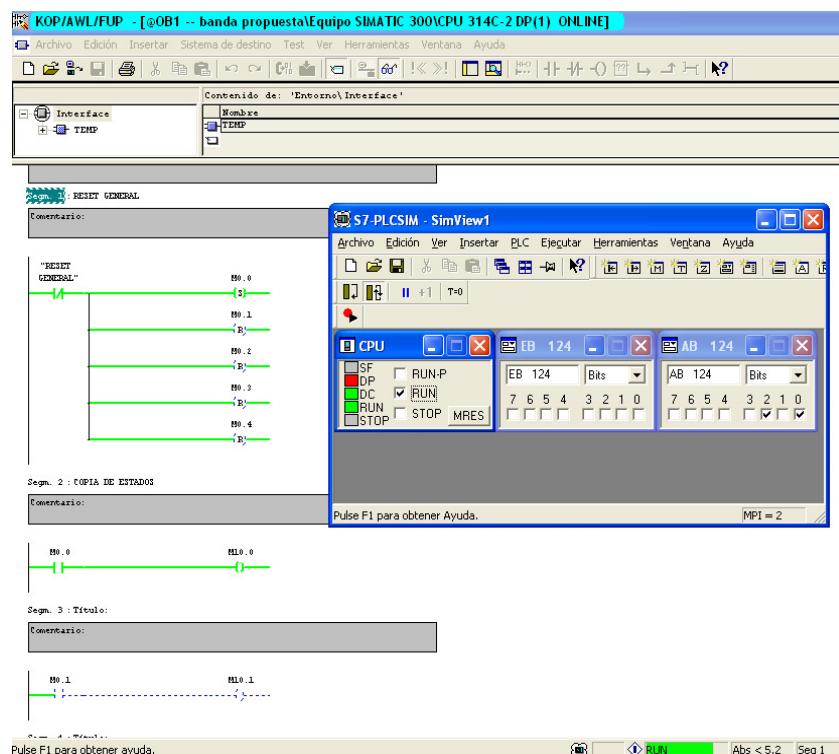 KOP/AWL/FUP - [@OB1 -- banda propuesta\Equipo SIMATIC 300\CPU 314C-2 DP(1) ONLINE]
Archivo Edición Insertar Sistema de destino Test Ver Herramientas Ventana Ayuda
Contenido de: 'Entorno\Interface'
Interface
TEMP
Nombre
TEMP
Segm. 1 : RESET GENERAL
Comentario:
"RESET
GENERAL"
M0.0
(S)
M0.1
(R)
M0.2
(R)
M0.3
(R)
M0.4
(R)
Segm. 2 : COPIA DE ESTADOS
Comentario:
M0.0 M10.0
Segm. 3 : Título:
Comentario:
M0.1 M10.1
Segm. 4 : Título:
S7-PLCSIM - SimView1
Archivo Edición Ver Insertar PLC Ejecutar Herramientas Ventana Ayuda
+1 T=0
CPU
SF
DP
DC
RUN
STOP
RUN-P
RUN
STOP MRES
EB 124
EB 124 Bits
7 6 5 4 3 2 1 0
AB 124
AB 124 Bits
7 6 5 4 3 2 1 0
Pulse F1 para obtener Ayuda. MPI = 2
Pulse F1 para obtener ayuda. RUN Abs < 5.2 Seg 1